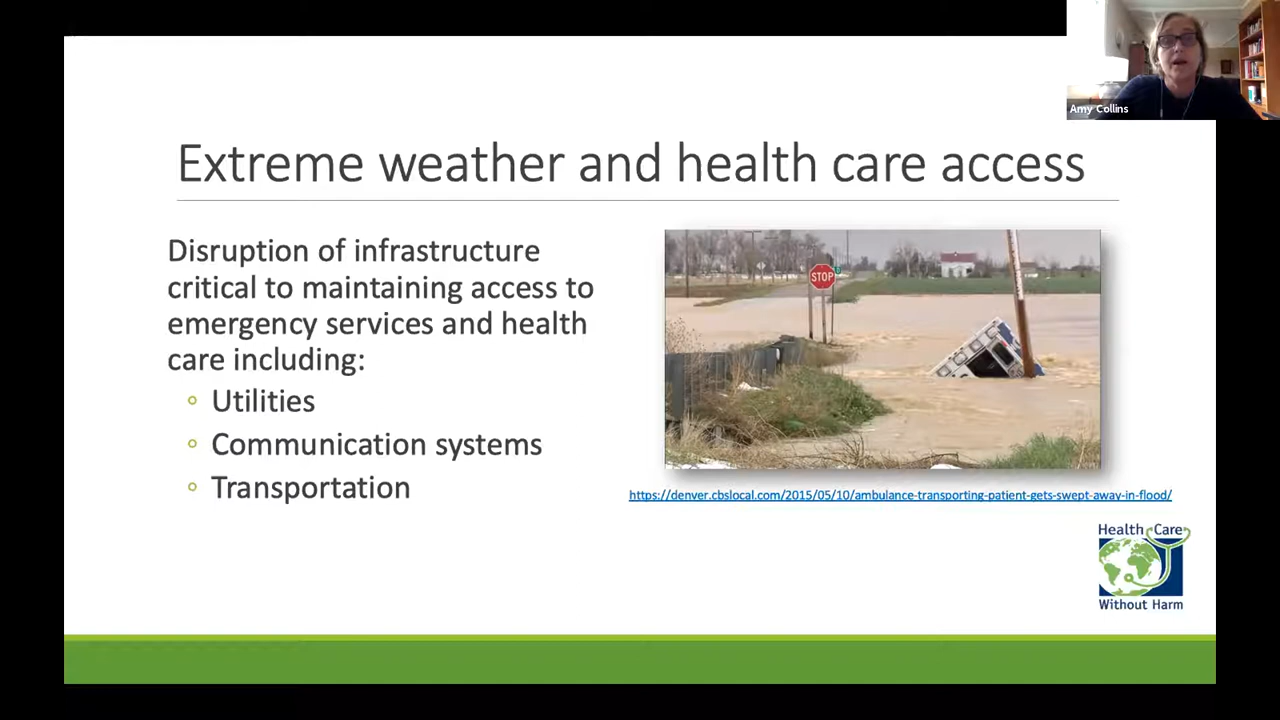 Amy Collins
Extreme weather and health care access
Disruption of infrastructure
critical to maintaining access to
emergency services and health
care including:
Utilities
Communication systems
Transportation
STOP
https://denver.cbslocal.com/2015/05/10/ambulance-transporting-patient-gets-swept-away-in-flood/
Health Care
Without Harm